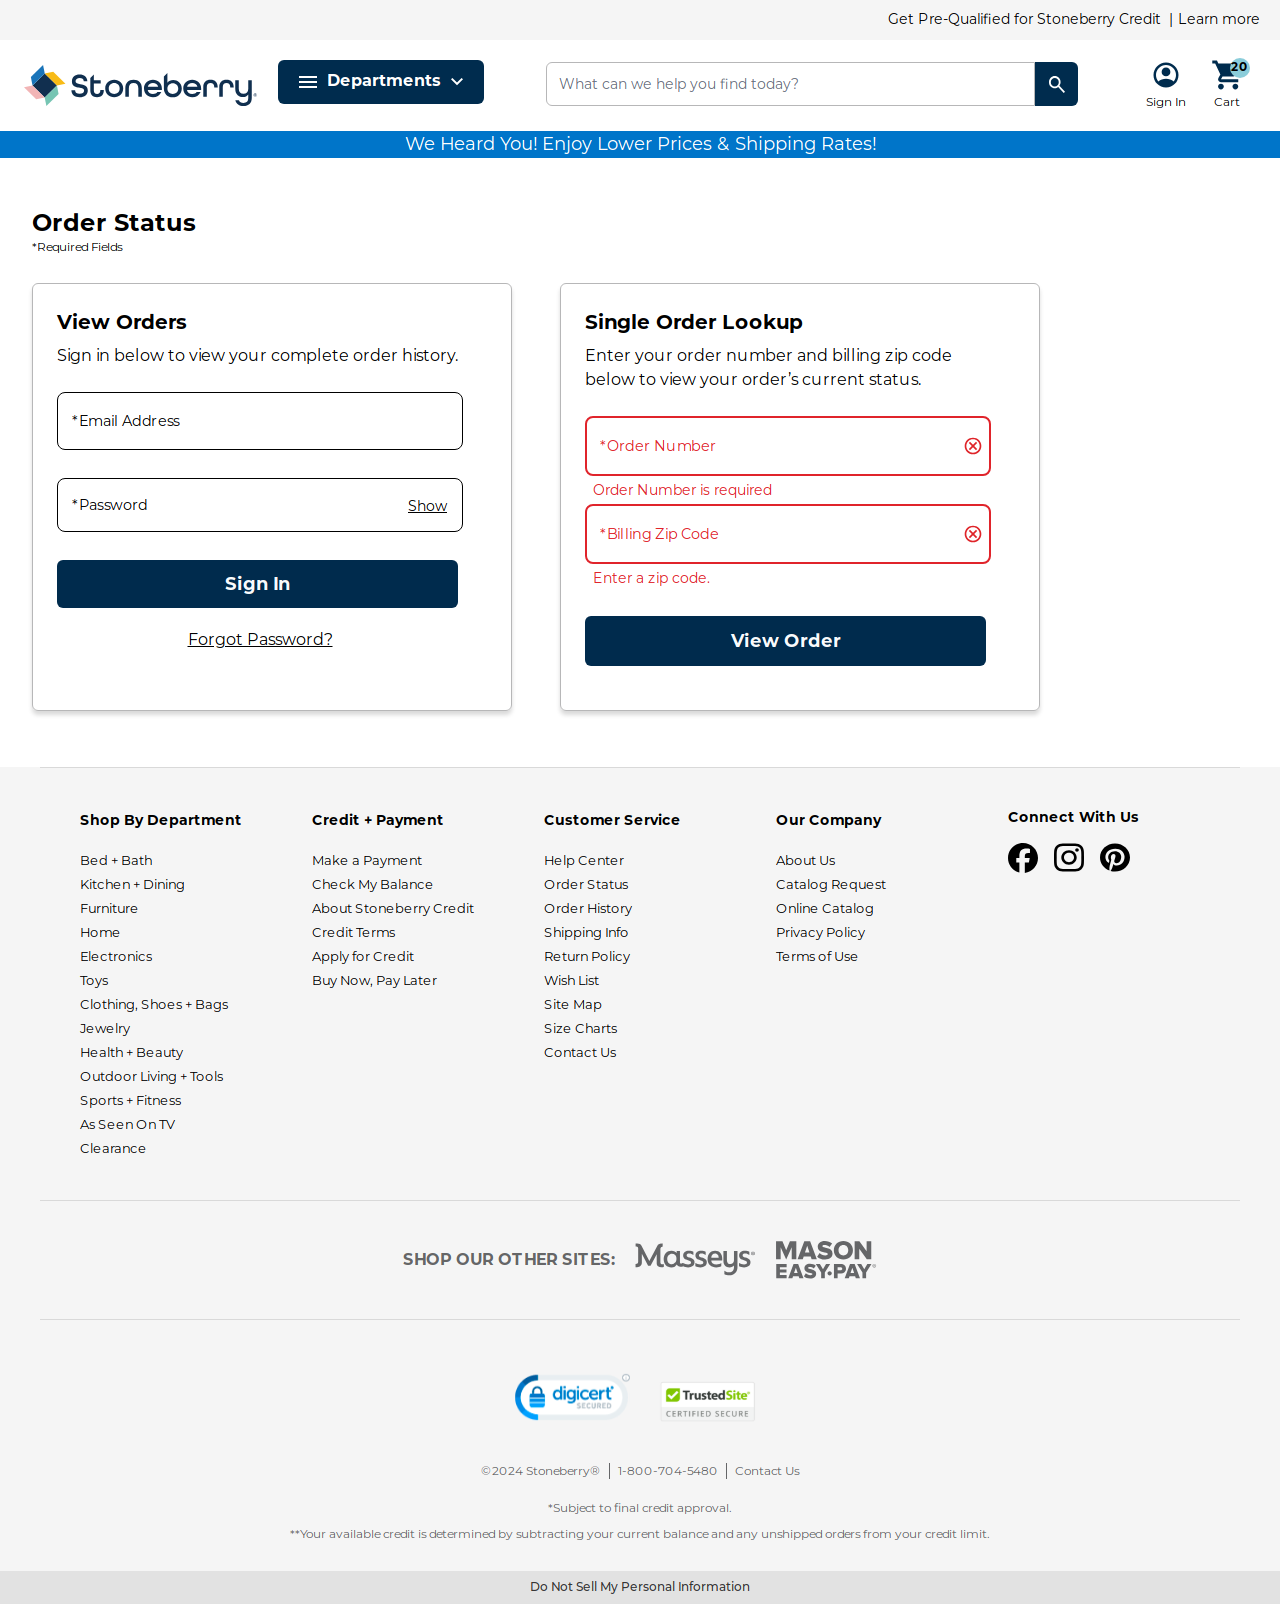 Get Pre-Qualified for Stoneberry Credit | Learn more
Stoneberry.
Departments
What can we help you find today?
20
Sign In
Cart
We Heard You! Enjoy Lower Prices & Shipping Rates!
Order Status
*Required Fields
View Orders
Sign in below to view your complete order history.
*Email Address
*Password
Show
Sign In
Forgot Password?
Single Order Lookup
Enter your order number and billing zip code
below to view your order’s current status.
*Order Number
Order Number is required
*Billing Zip Code
Enter a zip code.
View Order
Shop By Department
Bed + Bath
Kitchen + Dining
Furniture
Home
Electronics
Toys
Clothing, Shoes + Bags
Jewelry
Health + Beauty
Outdoor Living + Tools
Sports + Fitness
As Seen On TV
Clearance
Credit + Payment
Make a Payment
Check My Balance
About Stoneberry Credit
Credit Terms
Apply for Credit
Buy Now, Pay Later
Customer Service
Help Center
Order Status
Order History
Shipping Info
Return Policy
Wish List
Site Map
Size Charts
Contact Us
Our Company
About Us
Catalog Request
Online Catalog
Privacy Policy
Terms of Use
Connect With Us
SHOP OUR OTHER SITES:
Masseys®
MASON
EASY•PAY®
digicert
SECURED
TrustedSite
CERTIFIED SECURE
©2024 Stoneberry®
1-800-704-5480
Contact Us
*Subject to final credit approval.
**Your available credit is determined by subtracting your current balance and any unshipped orders from your credit limit.
Do Not Sell My Personal Information